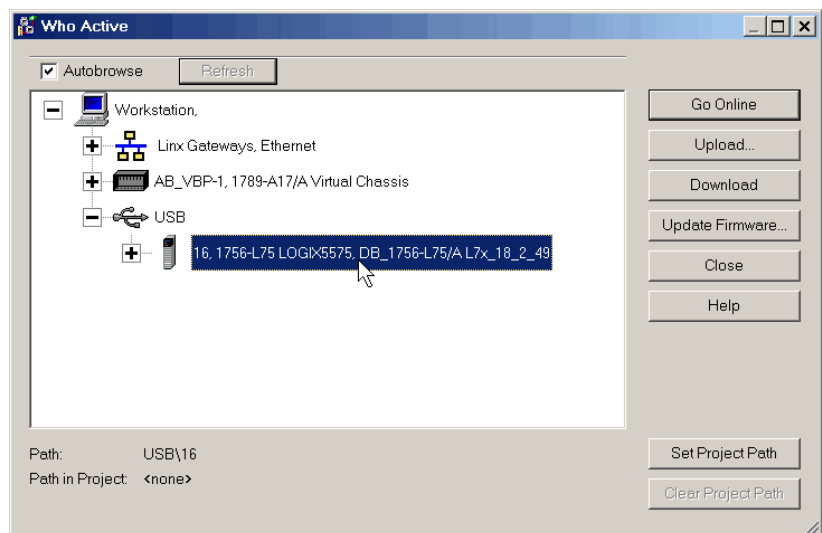 Who Active
Autobrowse
Refresh
Workstation,
Linx Gateways, Ethernet
AB_VBP-1, 1789-A17/A Virtual Chassis
USB
16, 1756-L75 LOGIX5575, DB_1756-L75/A L7x_18_2_49
Go Online
Upload...
Download
Update Firmware...
Close
Help
Path: USB\16
Path in Project: <none>
Set Project Path
Clear Project Path